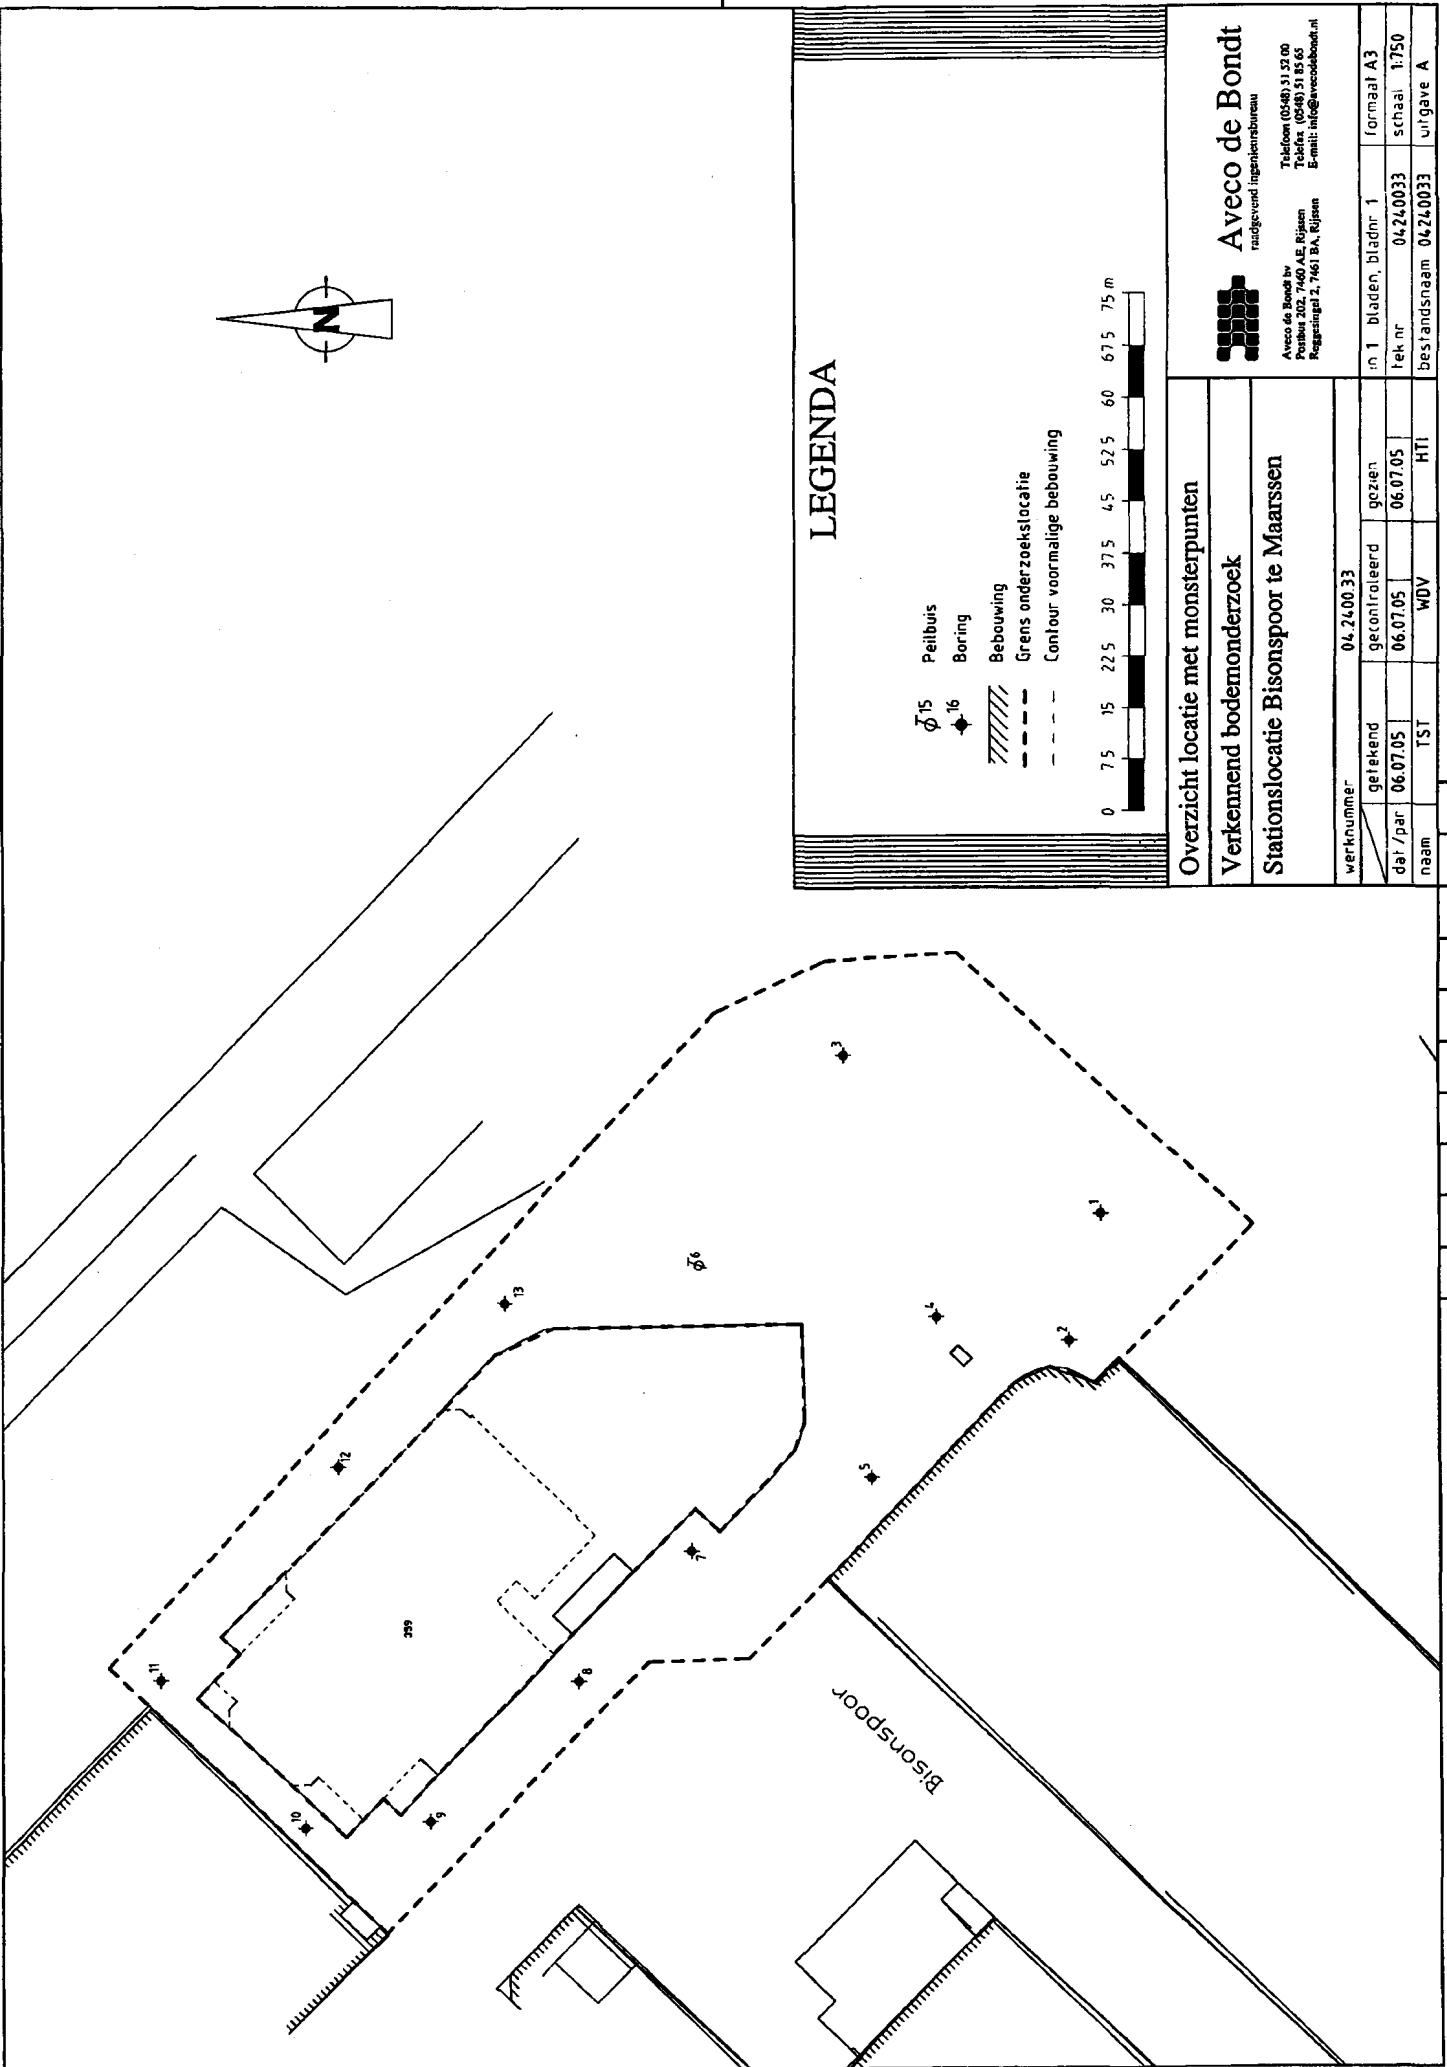 N
LEGENDA
15 Peilbuis
16 Boring
Bebouwing
Grens onderzoekslocatie
Contour voormalige bebouwing
0 7.5 15 22.5 30 37.5 45 52.5 60 67.5 75 m
Overzicht locatie met monsterpunten
Verkennend bodemonderzoek
Stationslocatie Bisonspoor te Maarssen
Aveco de Bondt
raadgevend ingenieursbureau
Aveco de Bondt bv
Postbus 202, 7460 AE, Rijssen
Reggesingel 2, 7461 BA, Rijssen
Telefoon (0548) 51 52 00
Telefax (0548) 51 85 65
E-mail: info@avecodebondt.nl
werknummer 04.2400.33
getekend gecontroleerd gezien in 1 bladen, bladnr 1 formaat A3
dat/par 06.07.05 06.07.05 06.07.05 tek nr 04240033 schaal 1:750
naam TST WDV HTI bestandsnaam 04240033 uitgave A
11
10
9
12
359
8
13
7
6
5
4
3
2
1
Bisonspoor